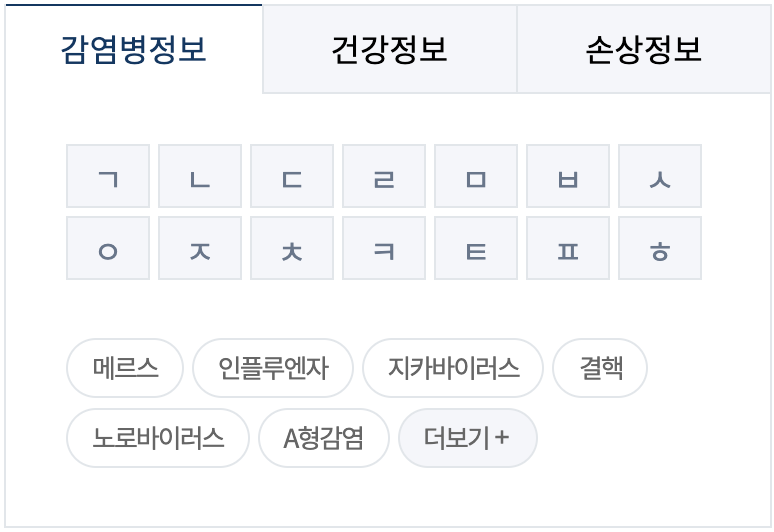 감염병정보 건강정보 손상정보
ㄱ ㄴ ㄷ ㄹ ㅁ ㅂ ㅅ
ㅇ ㅈ ㅊ ㅋ ㅌ ㅍ ㅎ
메르스 인플루엔자 지카바이러스 결핵
노로바이러스 A형감염 더보기 +